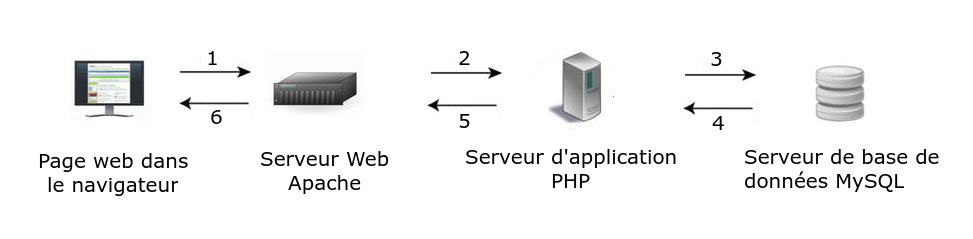 1
2
3
6
5
4
Page web dans
le navigateur
Serveur Web
Apache
Serveur d'application
PHP
Serveur de base de
données MySQL